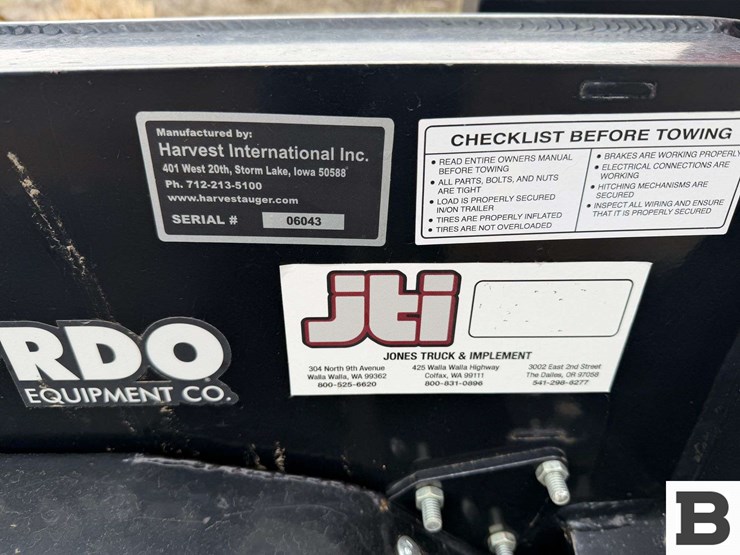 Manufactured by:
Harvest International Inc.
401 West 20th, Storm Lake, Iowa 50588
Ph. 712-213-5100
www.harvestauger.com
SERIAL # 06043
CHECKLIST BEFORE TOWING
• READ ENTIRE OWNERS MANUAL
BEFORE TOWING
• ALL PARTS, BOLTS, AND NUTS
ARE TIGHT
• LOAD IS PROPERLY SECURED
IN/ON TRAILER
• TIRES ARE PROPERLY INFLATED
• TIRES ARE NOT OVERLOADED
• BRAKES ARE WORKING PROPERLY
• ELECTRICAL CONNECTIONS ARE
WORKING
• HITCHING MECHANISMS ARE
SECURED
• INSPECT ALL WIRING AND ENSURE
THAT IT IS PROPERLY SECURED
RDO
EQUIPMENT CO.
jti
JONES TRUCK & IMPLEMENT
304 North 9th Avenue
Walla Walla, WA 99362
800-525-6620
425 Walla Walla Highway
Colfax, WA 99111
800-831-0896
3002 East 2nd Street
The Dalles, OR 97058
541-298-8277
B